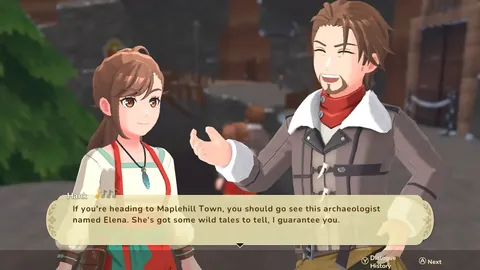 If you're heading to Maplehill Town, you should go see this archaeologist
named Elena. She's got some wild tales to tell, I guarantee you.
Y Dialogue
History
A Next